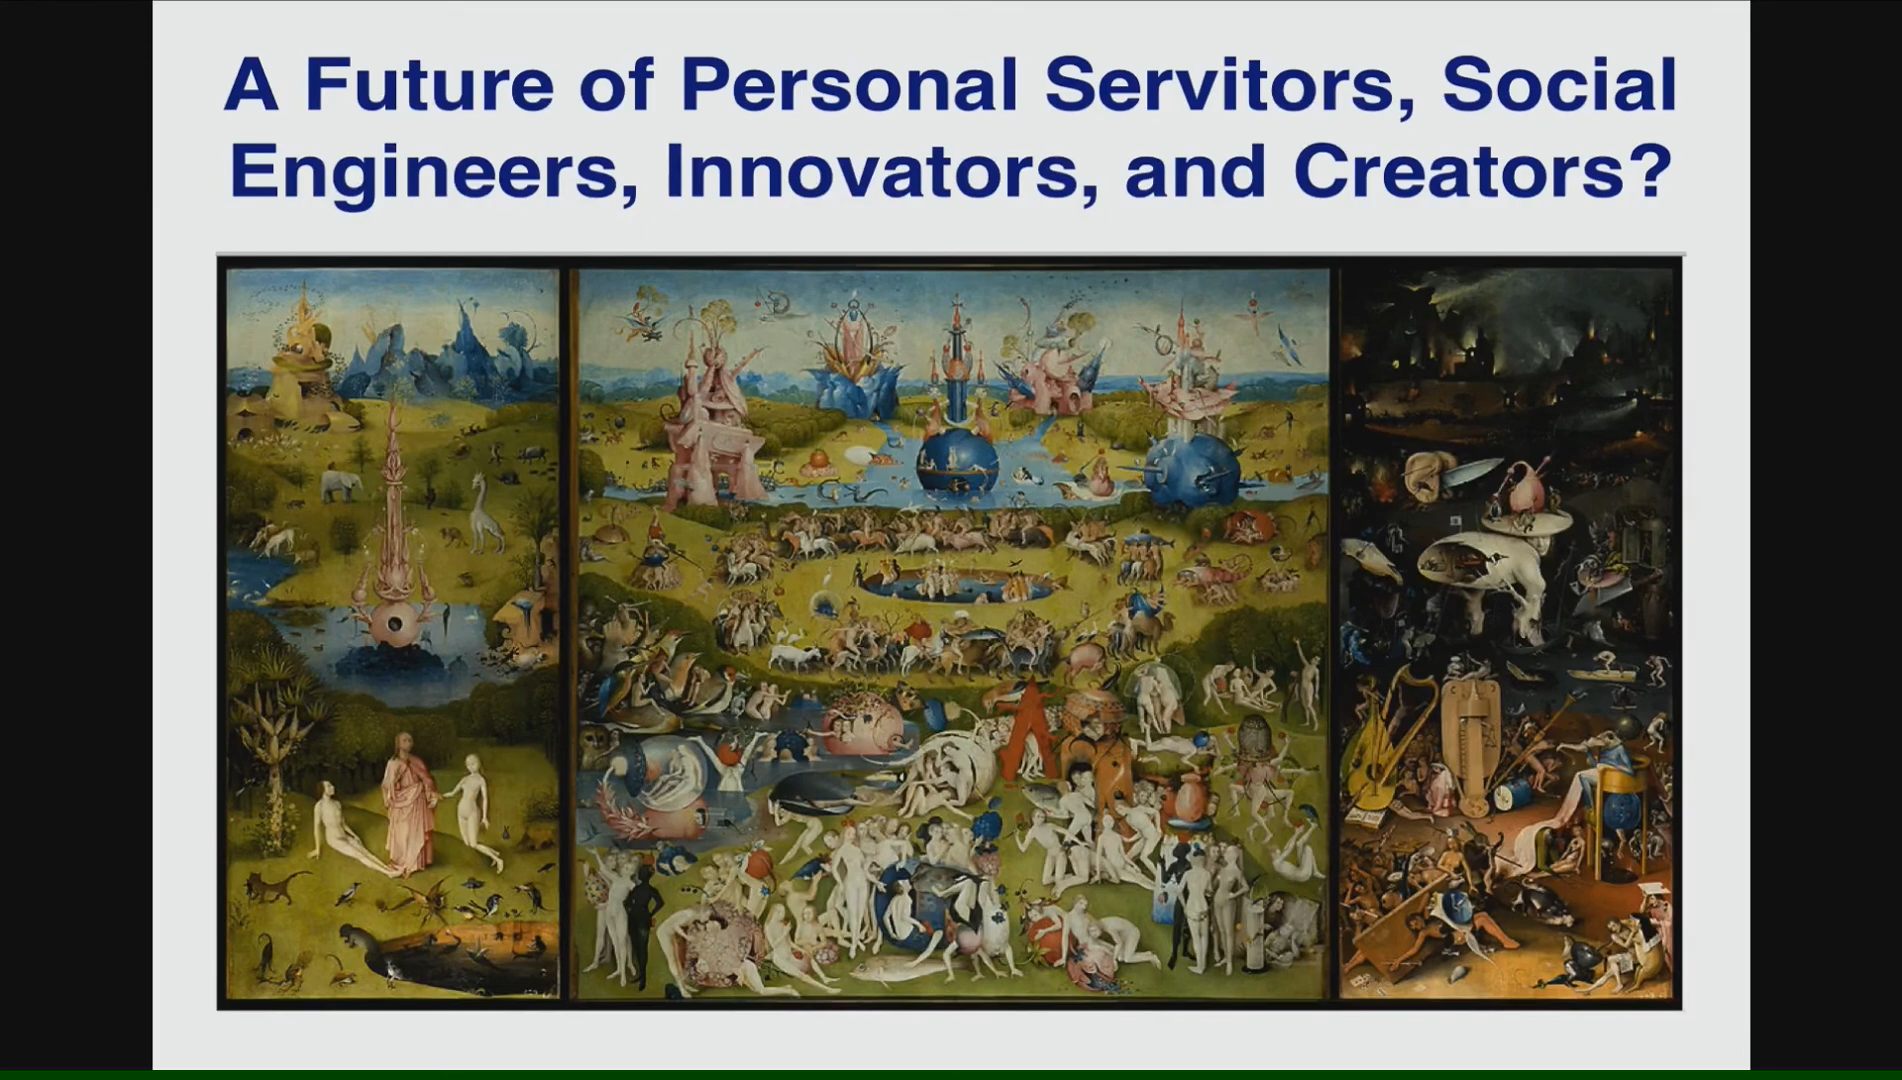 A Future of Personal Servitors, Social
Engineers, Innovators, and Creators?